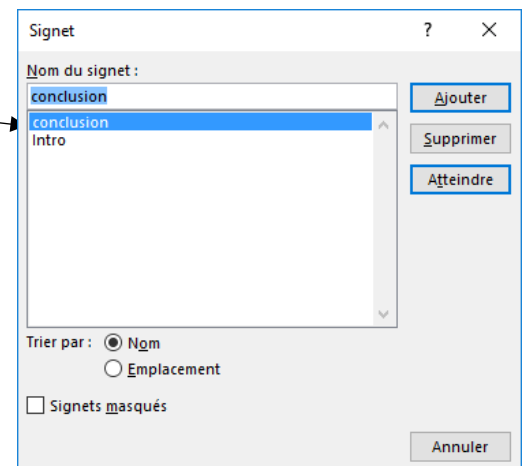 Signet ? ×
Nom du signet :
conclusion
Ajouter
conclusion
Intro
Supprimer
Atteindre
Trier par : Nom
Emplacement
Signets masqués
Annuler